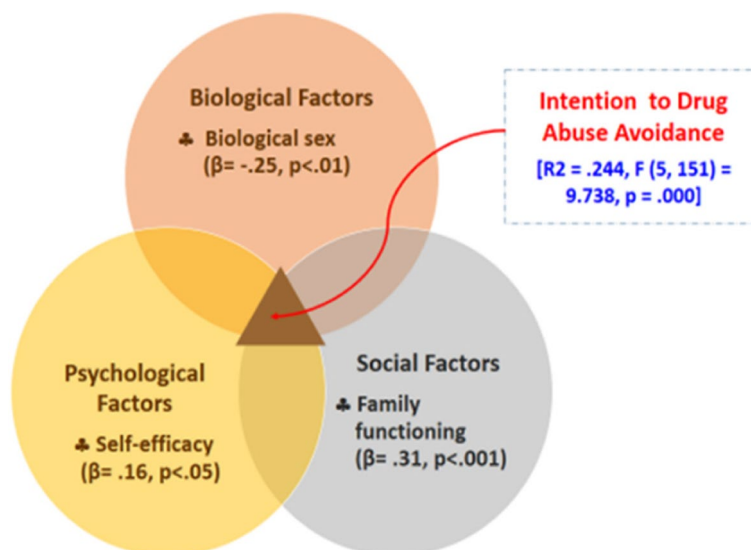 Biological Factors
♣ Biological sex
(β= -.25, p<.01)
Intention to Drug
Abuse Avoidance
[R2 = .244, F (5, 151) =
9.738, p = .000]
Psychological
Factors
♣ Self-efficacy
(β= .16, p<.05)
Social Factors
♣ Family
functioning
(β= .31, p<.001)